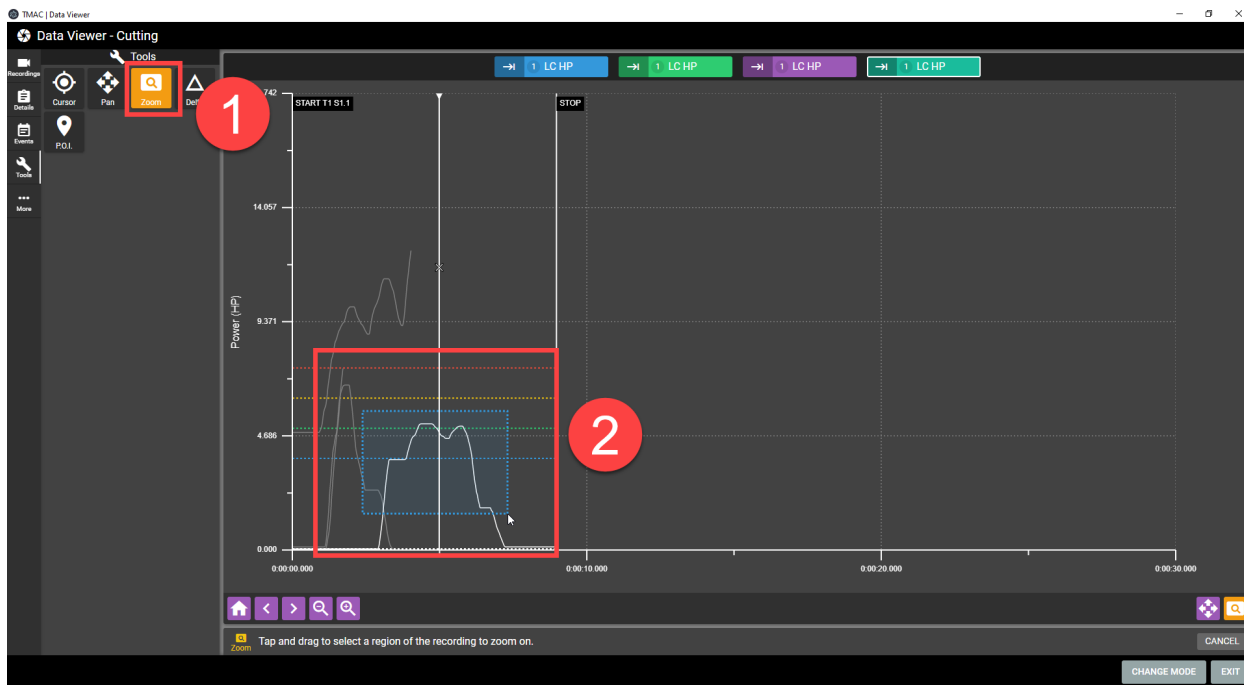 TMAC | Data Viewer
Data Viewer - Cutting
Recordings
Details
Events
Tools
More
Tools
Cursor
Pan
Zoom
P.O.I.
1
1 LC HP
1 LC HP
1 LC HP
1 LC HP
START T1 S1.1
STOP
Power (HP)
14.057
9.371
4.686
0.000
2
0:00:00.000
0:00:10.000
0:00:20.000
0:00:30.000
Zoom
Tap and drag to select a region of the recording to zoom on.
CANCEL
CHANGE MODE
EXIT